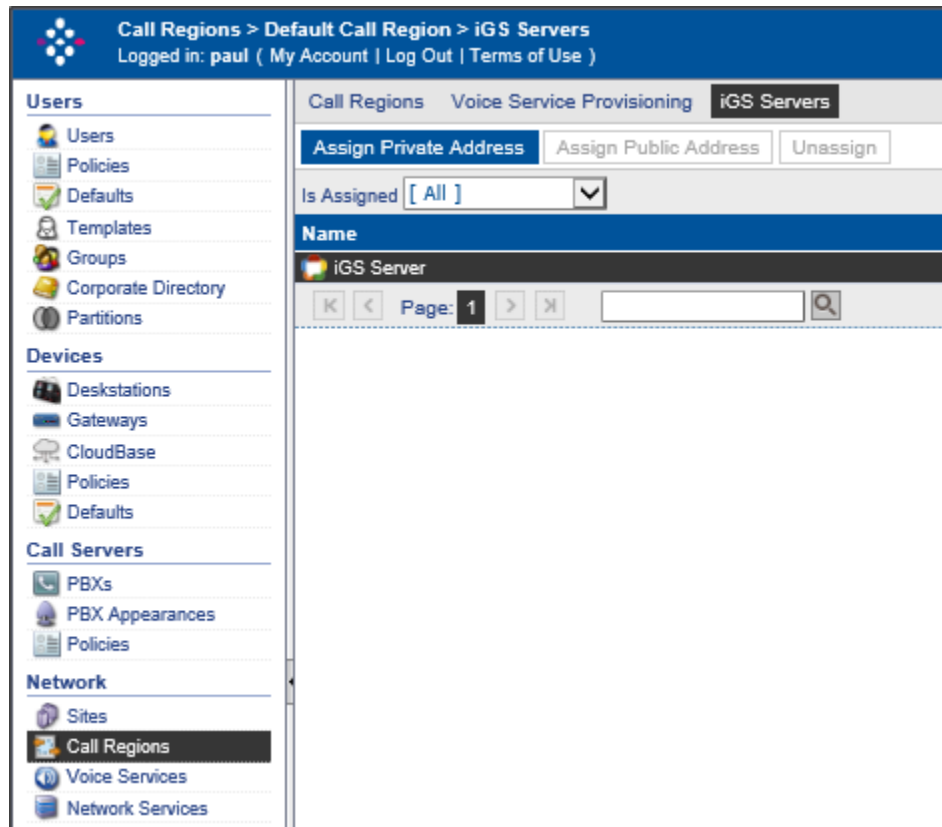 Call Regions > Default Call Region > iGS Servers
Logged in: paul ( My Account | Log Out | Terms of Use )
Users
Users
Policies
Defaults
Templates
Groups
Corporate Directory
Partitions
Devices
Deskstations
Gateways
CloudBase
Policies
Defaults
Call Servers
PBXs
PBX Appearances
Policies
Network
Sites
Call Regions
Voice Services
Network Services
Call Regions Voice Service Provisioning iGS Servers
Assign Private Address Assign Public Address Unassign
Is Assigned [ All ]
Name
iGS Server
Page: 1